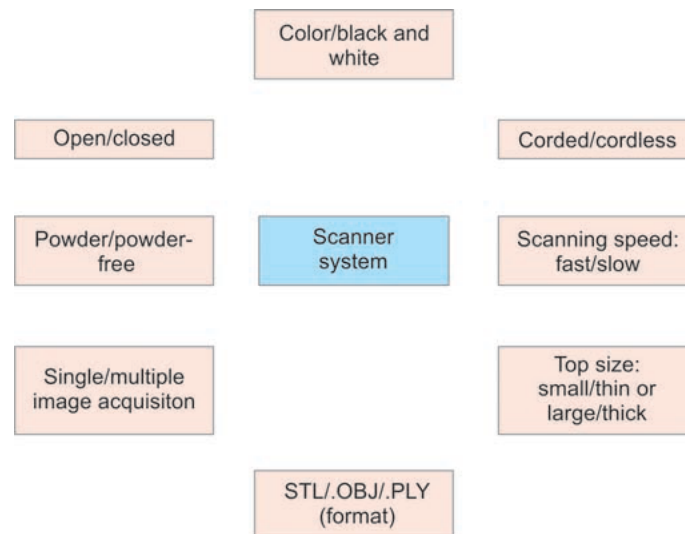 Color/black and
white
Open/closed
Corded/cordless
Powder/powder-
free
Scanner
system
Scanning speed:
fast/slow
Single/multiple
image acquisiton
Top size:
small/thin or
large/thick
STL/.OBJ/.PLY
(format)